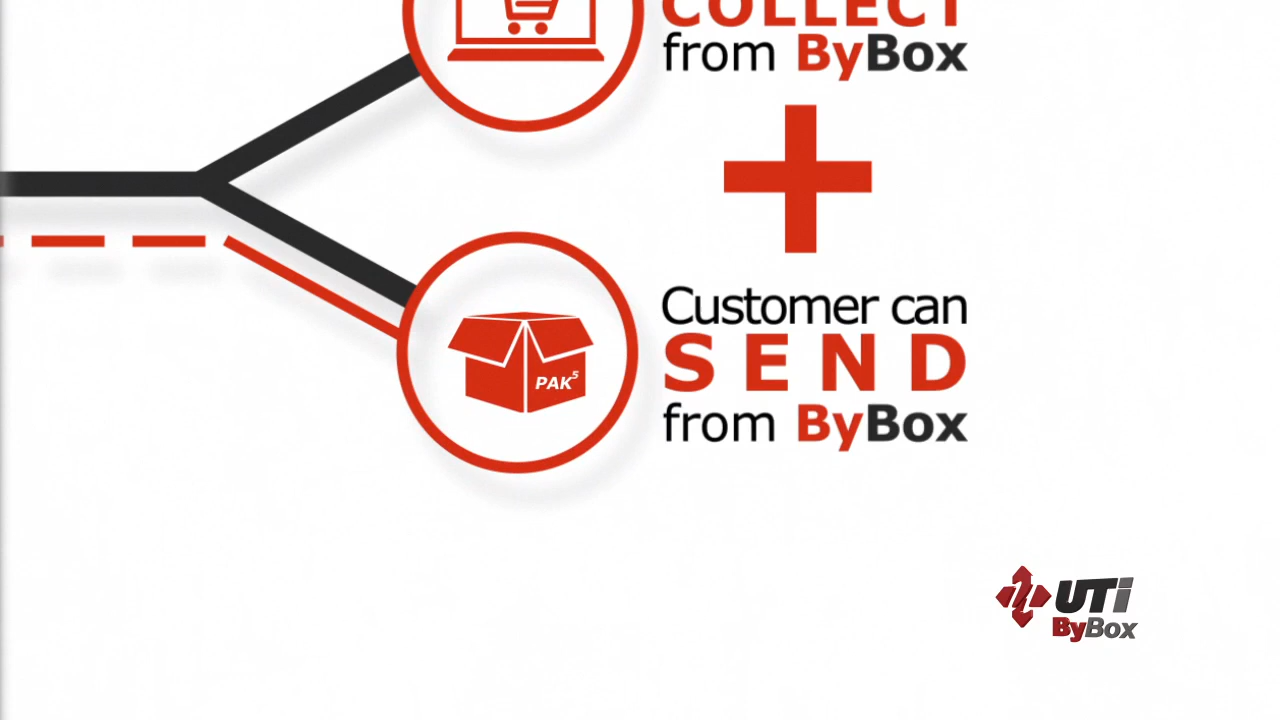 COLLECT
from ByBox
Customer can
SEND
from ByBox
PAK5
UTi
ByBox